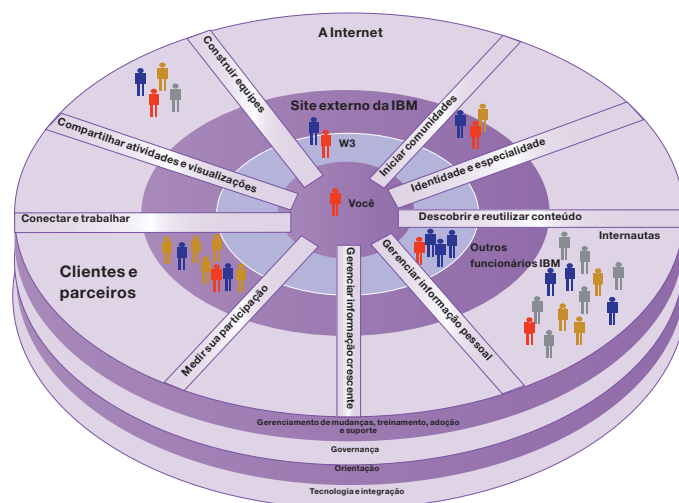 A Internet
Construir equipes
Site externo da IBM
Iniciar comunidades
Compartilhar atividades e visualizações
W3
Identidade e especialidade
Você
Conectar e trabalhar
Descobrir e reutilizar conteúdo
Internautas
Outros
funcionários IBM
Clientes e
parceiros
Medir sua participação
Gerenciar informação crescente
Gerenciar informação pessoal
Gerenciamento de mudanças, treinamento, adoção
e suporte
Governança
Orientação
Tecnologia e integração